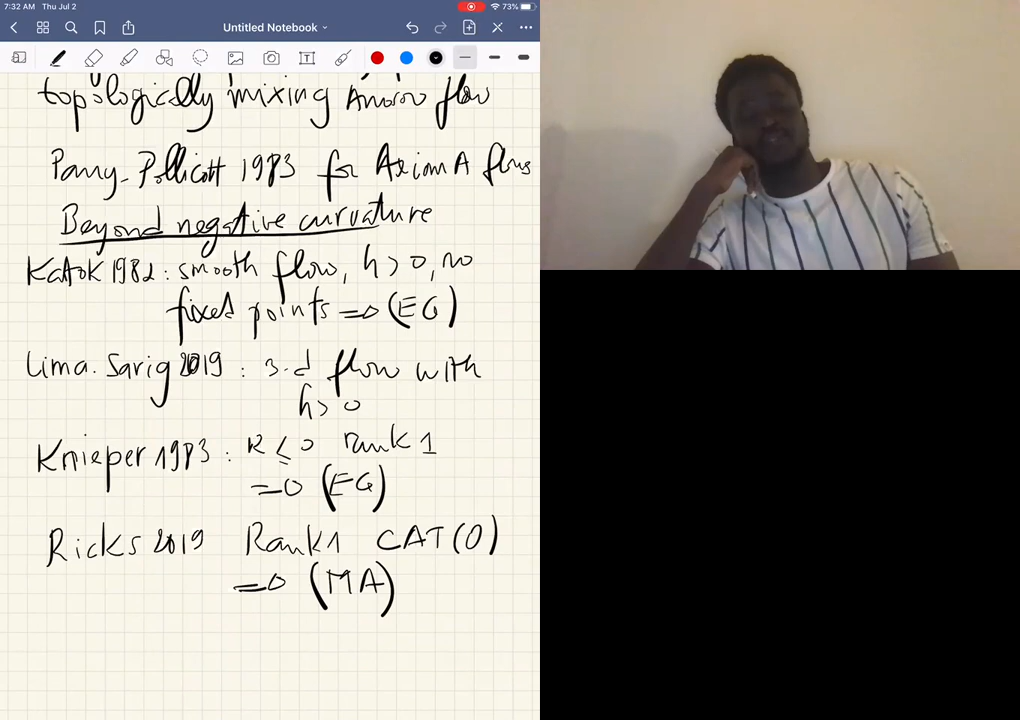 7:32 AM Thu Jul 2
73%
Untitled Notebook
topologically mixing Anosov flow
Parry-Pollicott 1983 for Axiom A flows
Beyond negative curvature
Katok 1982: smooth flow, h > 0, no
fixed points => (EG)
Lima-Sarig 2019: 3-d flow with
h > 0
Knieper 1983: K ≤ 0 rank 1
=> (EG)
Ricks 2019 Rank 1 CAT(0)
=> (MA)